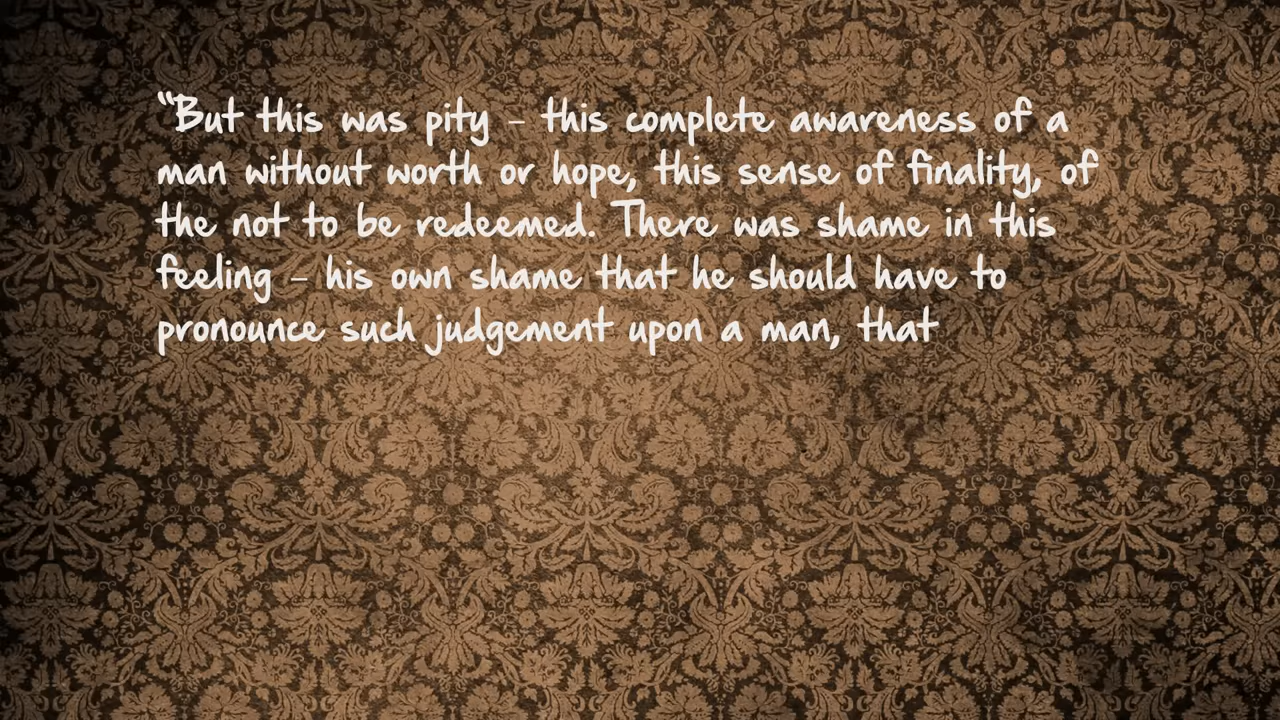 “But this was pity – this complete awareness of a
man without worth or hope, this sense of finality, of
the not to be redeemed. There was shame in this
feeling – his own shame that he should have to
pronounce such judgement upon a man, that